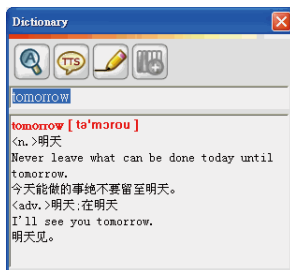 Dictionary
TTS
tomorrow
tomorrow [ ta'mɔrou ]
<n.>明天
Never leave what can be done today until
tomorrow.
今天能做的事绝不要留至明天。
<adv.>明天;在明天
I'll see you tomorrow.
明天见。